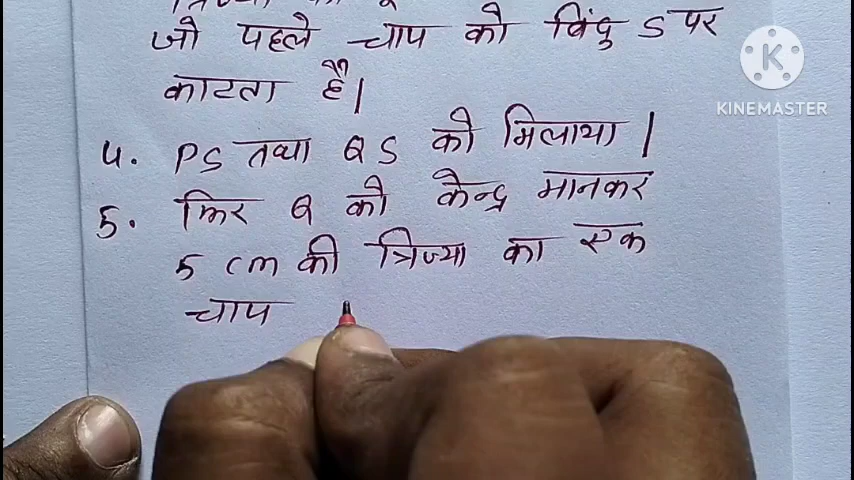 त्रिज्या का
जो पहले चाप को बिंदु S पर
काटता है।
4. PS तथा QS को मिलाया।
5. फिर Q को केन्द्र मानकर
5 cm की त्रिज्या का एक
चाप
K
KINEMASTER